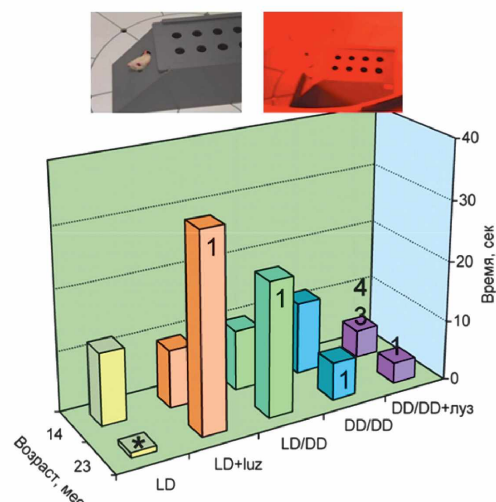 40
30
20
10
0
Время, сек
1
1
4
3
1
1
*
14
23
Возраст, мес
LD
LD+luz
LD/DD
DD/DD
DD/DD+луз